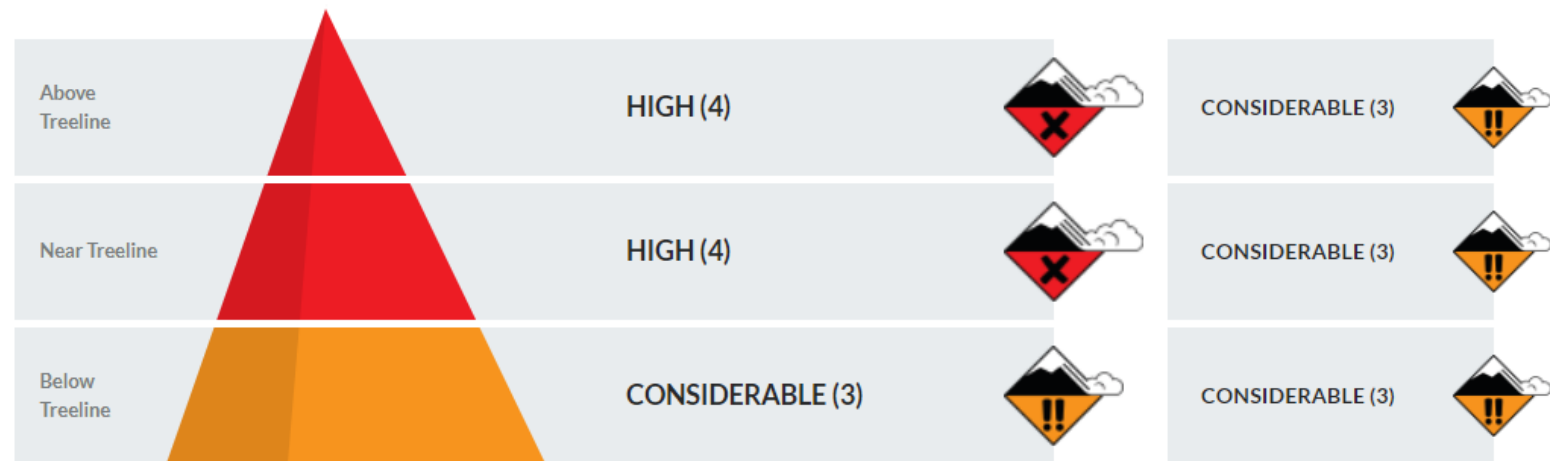 Above
Treeline
HIGH (4)
CONSIDERABLE (3)
Near Treeline
HIGH (4)
CONSIDERABLE (3)
Below
Treeline
CONSIDERABLE (3)
CONSIDERABLE (3)